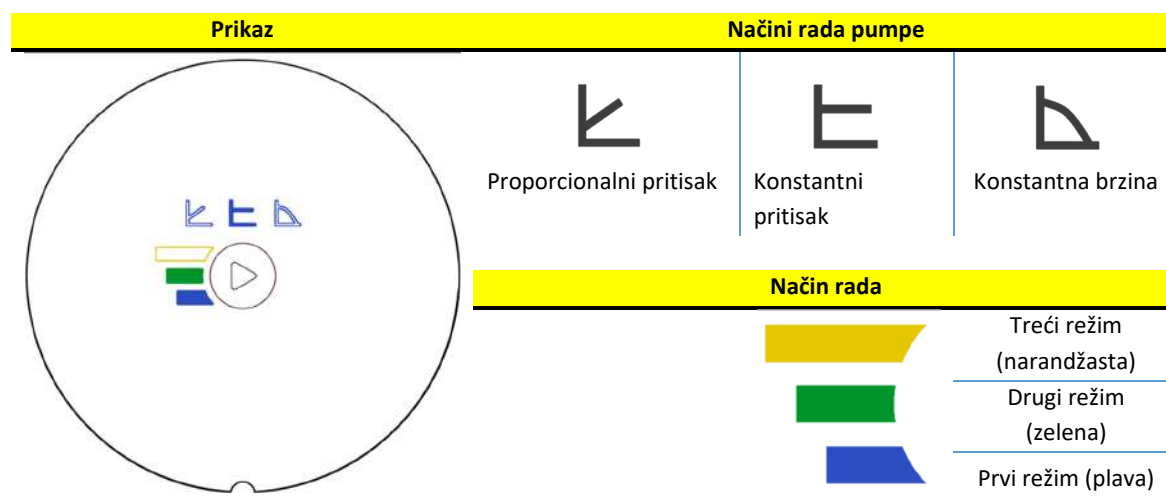 Prikaz
Načini rada pumpe
Proporcionalni pritisak
Konstantni
pritisak
Konstantna brzina
Način rada
Treći režim
(narandžasta)
Drugi režim
(zelena)
Prvi režim (plava)